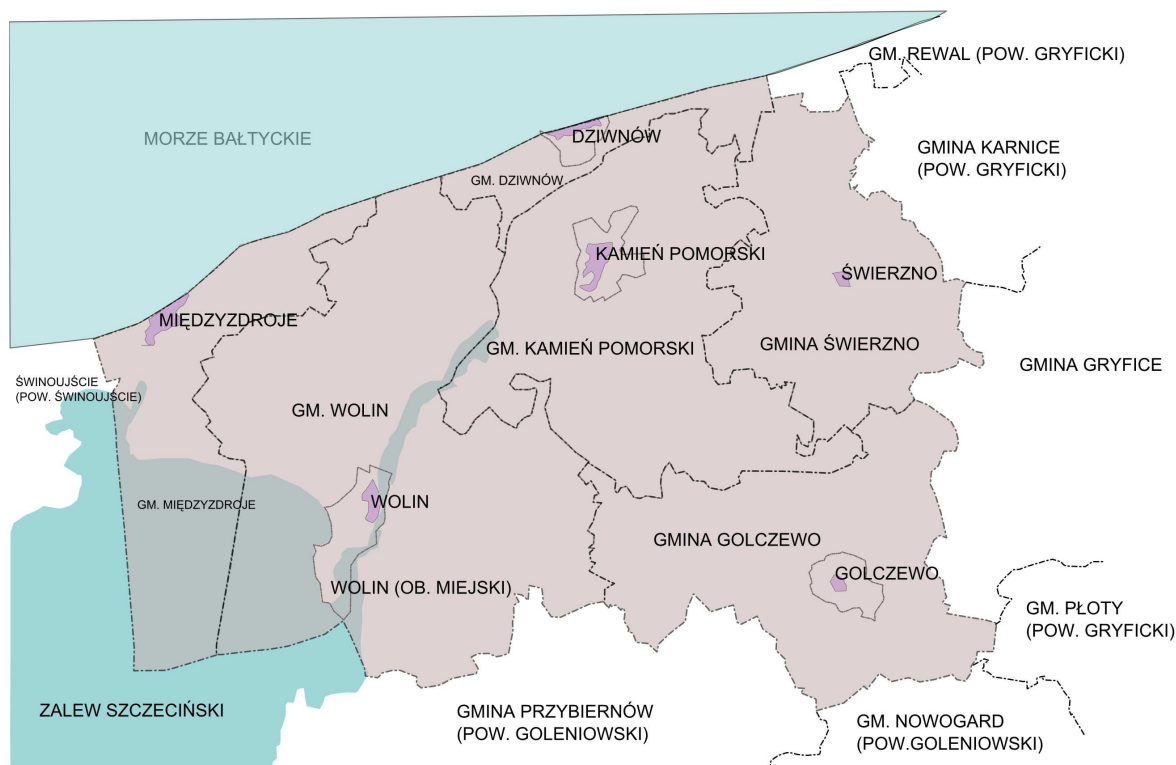 GM. REWAL (POW. GRYFICKI)
MORZE BAŁTYCKIE
DZIWNÓW
GMINA KARNICE
(POW. GRYFICKI)
GM. DZIWNÓW
KAMIEŃ POMORSKI
ŚWIERZNO
MIĘDZYZDROJE
GM. KAMIEŃ POMORSKI
GMINA ŚWIERZNO
GMINA GRYFICE
ŚWINOUJŚCIE
(POW. ŚWINOUJŚCIE)
GM. WOLIN
GM. MIĘDZYZDROJE
WOLIN
GMINA GOLCZEWO
GOLCZEWO
WOLIN (OB. MIEJSKI)
GM. PŁOTY
(POW. GRYFICKI)
ZALEW SZCZECIŃSKI
GMINA PRZYBIERNÓW
(POW. GOLENIOWSKI)
GM. NOWOGARD
(POW.GOLENIOWSKI)